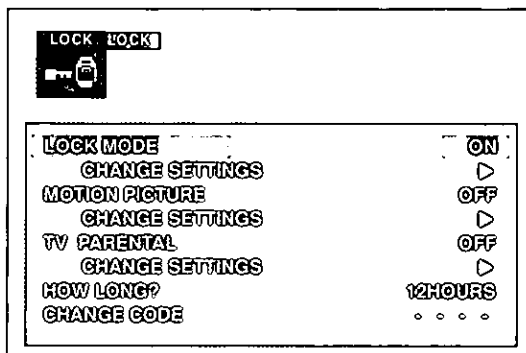 LOCK LOCK
LOCK MODE ON
CHANGE SETTINGS ▷
MOTION PICTURE OFF
CHANGE SETTINGS ▷
TV PARENTAL OFF
CHANGE SETTINGS ▷
HOW LONG? 12HOURS
CHANGE CODE ○ ○ ○ ○